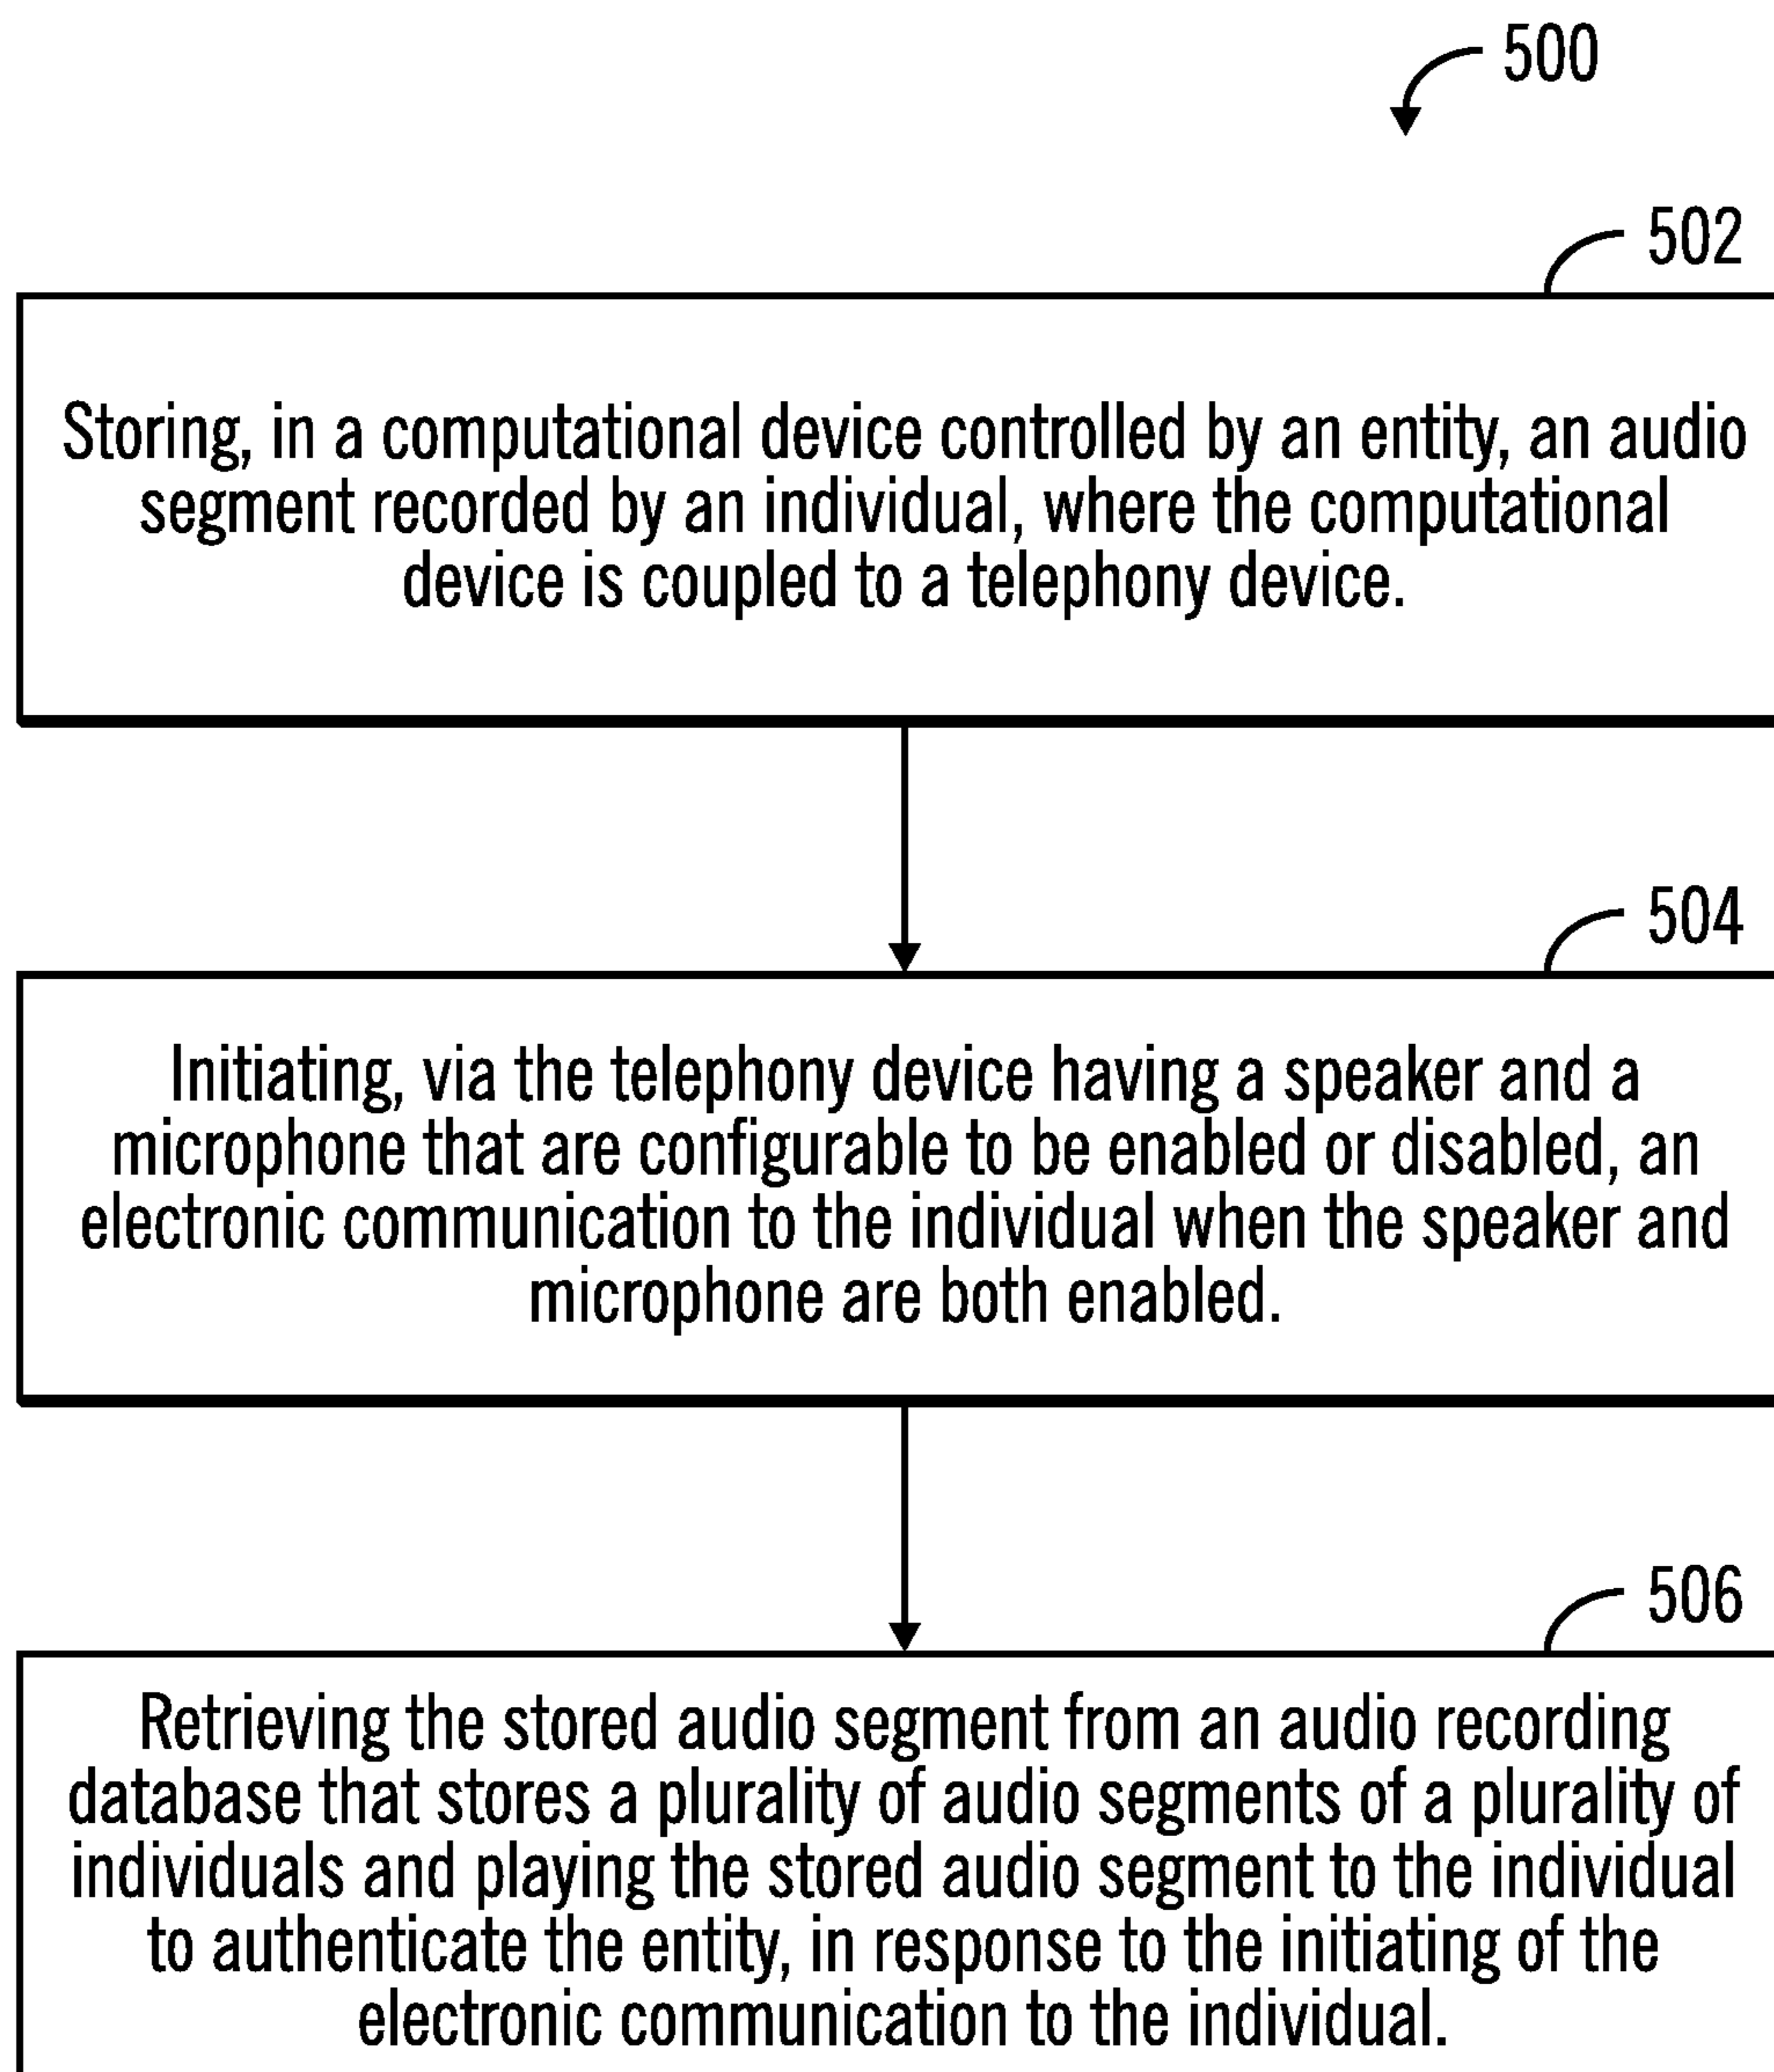 500
502
Storing, in a computational device controlled by an entity, an audio
segment recorded by an individual, where the computational
device is coupled to a telephony device.
504
Initiating, via the telephony device having a speaker and a
microphone that are configurable to be enabled or disabled, an
electronic communication to the individual when the speaker and
microphone are both enabled.
506
Retrieving the stored audio segment from an audio recording
database that stores a plurality of audio segments of a plurality of
individuals and playing the stored audio segment to the individual
to authenticate the entity, in response to the initiating of the
electronic communication to the individual.